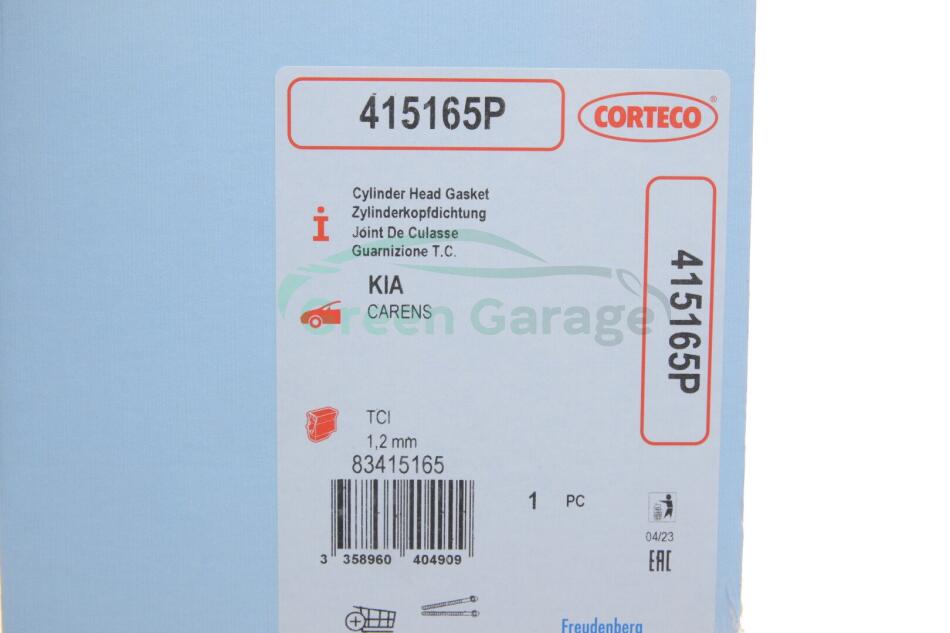 415165P
CORTECO®
Cylinder Head Gasket
Zylinderkopfdichtung
Joint De Culasse
Guarnizione T.C.
KIA
CARENS
Green Garage
415165P
TCI
1,2 mm
83415165
1 PC
3 358960 404909
04/23
EAC
Freudenberg